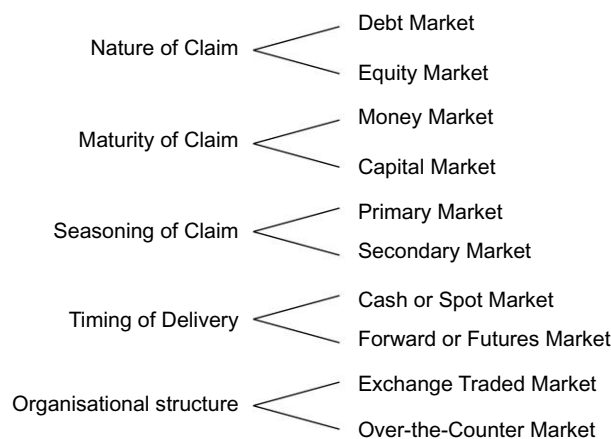 Nature of Claim
Debt Market
Equity Market
Maturity of Claim
Money Market
Capital Market
Seasoning of Claim
Primary Market
Secondary Market
Timing of Delivery
Cash or Spot Market
Forward or Futures Market
Organisational structure
Exchange Traded Market
Over-the-Counter Market